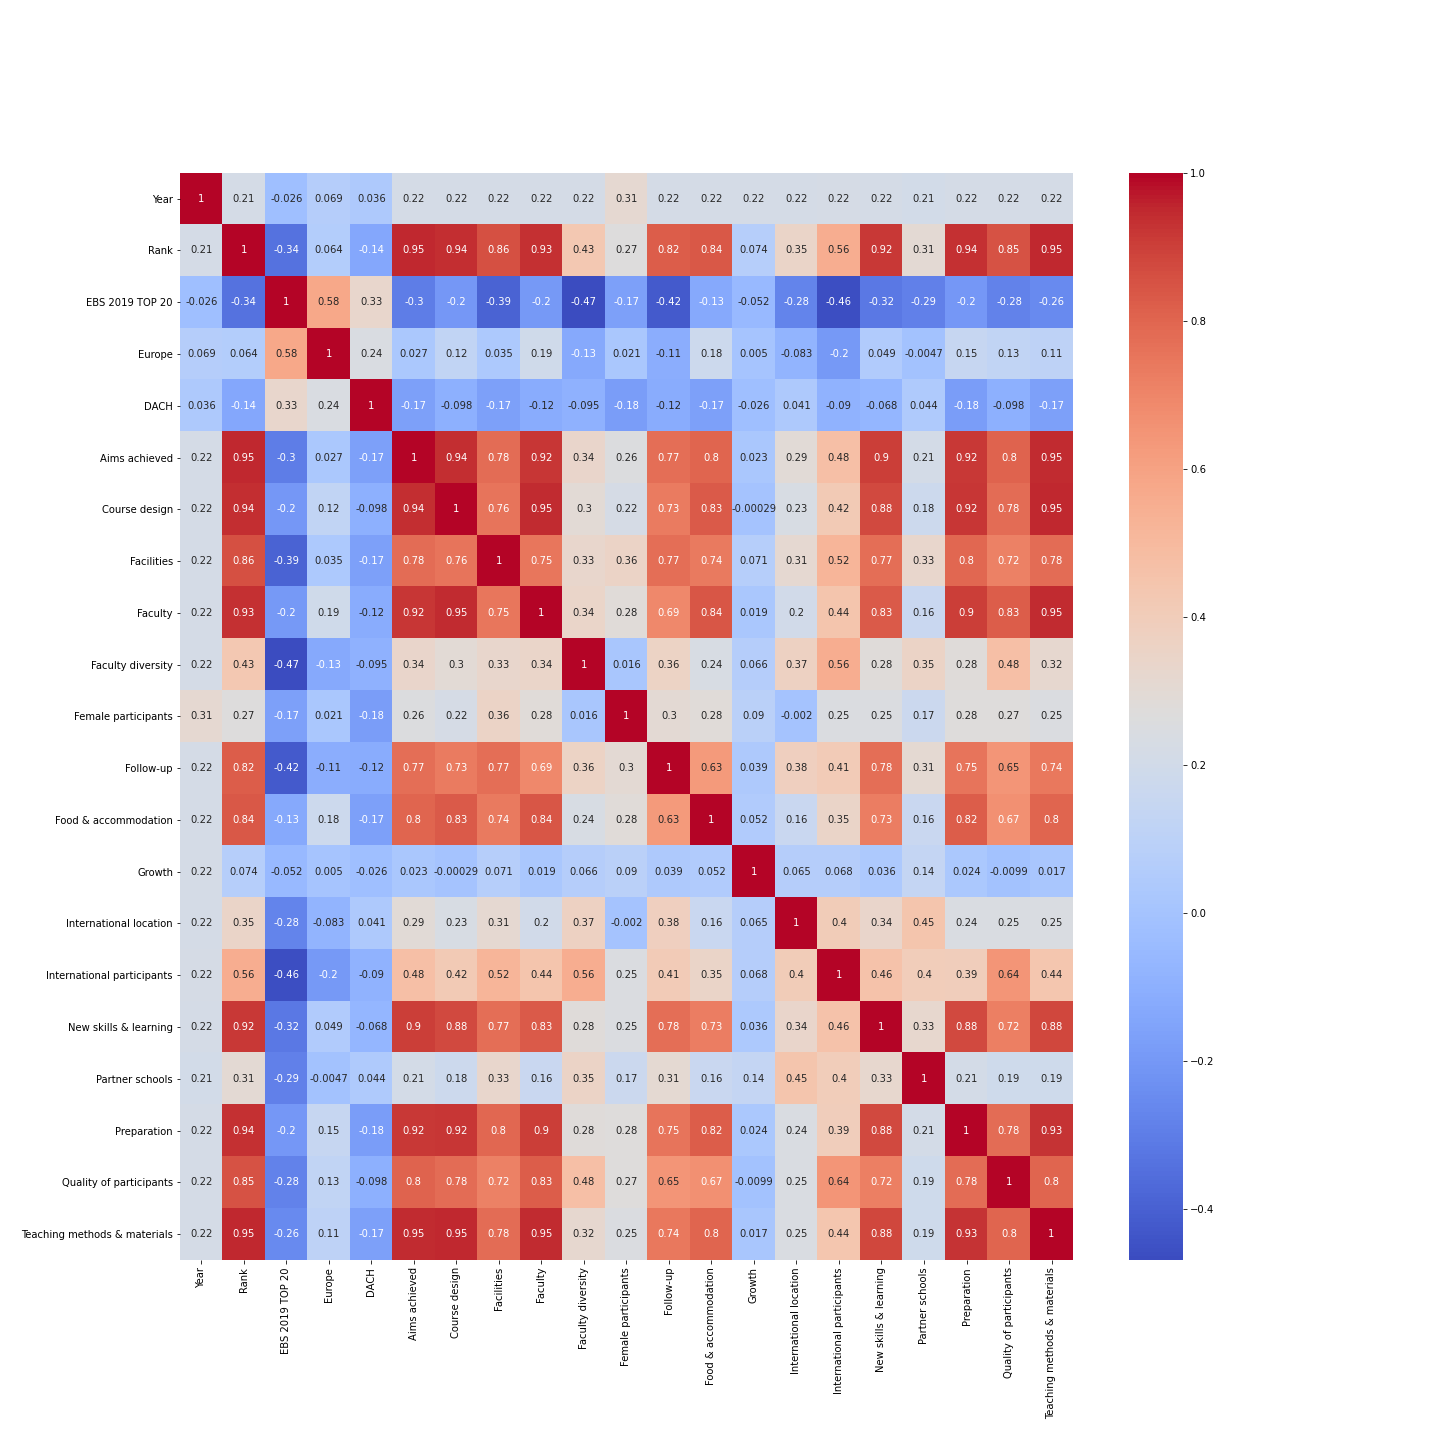 Year 1 0.21 -0.026 0.069 0.036 0.22 0.22 0.22 0.22 0.22 0.31 0.22 0.22 0.22 0.22 0.22 0.22 0.21 0.22 0.22 0.22
Rank 0.21 1 -0.34 0.064 -0.14 0.95 0.94 0.86 0.93 0.43 0.27 0.82 0.84 0.074 0.35 0.56 0.92 0.31 0.94 0.85 0.95
EBS 2019 TOP 20 -0.026 -0.34 1 0.58 0.33 -0.3 -0.2 -0.39 -0.2 -0.47 -0.17 -0.42 -0.13 -0.052 -0.28 -0.46 -0.32 -0.29 -0.2 -0.28 -0.26
Europe 0.069 0.064 0.58 1 0.24 0.027 0.12 0.035 0.19 -0.13 0.021 -0.11 0.18 0.005 -0.083 -0.2 0.049 -0.0047 0.15 0.13 0.11
DACH 0.036 -0.14 0.33 0.24 1 -0.17 -0.098 -0.17 -0.12 -0.095 -0.18 -0.12 -0.17 -0.026 0.041 -0.09 -0.068 0.044 -0.18 -0.098 -0.17
Aims achieved 0.22 0.95 -0.3 0.027 -0.17 1 0.94 0.78 0.92 0.34 0.26 0.77 0.8 0.023 0.29 0.48 0.9 0.21 0.92 0.8 0.95
Course design 0.22 0.94 -0.2 0.12 -0.098 0.94 1 0.76 0.95 0.3 0.22 0.73 0.83 -0.00029 0.23 0.42 0.88 0.18 0.92 0.78 0.95
Facilities 0.22 0.86 -0.39 0.035 -0.17 0.78 0.76 1 0.75 0.33 0.36 0.77 0.74 0.071 0.31 0.52 0.77 0.33 0.8 0.72 0.78
Faculty 0.22 0.93 -0.2 0.19 -0.12 0.92 0.95 0.75 1 0.34 0.28 0.69 0.84 0.019 0.2 0.44 0.83 0.16 0.9 0.83 0.95
Faculty diversity 0.22 0.43 -0.47 -0.13 -0.095 0.34 0.3 0.33 0.34 1 0.016 0.36 0.24 0.066 0.37 0.56 0.28 0.35 0.28 0.48 0.32
Female participants 0.31 0.27 -0.17 0.021 -0.18 0.26 0.22 0.36 0.28 0.016 1 0.3 0.28 0.09 -0.002 0.25 0.25 0.17 0.28 0.27 0.25
Follow-up 0.22 0.82 -0.42 -0.11 -0.12 0.77 0.73 0.77 0.69 0.36 0.3 1 0.63 0.039 0.38 0.41 0.78 0.31 0.75 0.65 0.74
Food & accommodation 0.22 0.84 -0.13 0.18 -0.17 0.8 0.83 0.74 0.84 0.24 0.28 0.63 1 0.052 0.16 0.35 0.73 0.16 0.82 0.67 0.8
Growth 0.22 0.074 -0.052 0.005 -0.026 0.023 -0.00029 0.071 0.019 0.066 0.09 0.039 0.052 1 0.065 0.068 0.036 0.14 0.024 -0.0099 0.017
International location 0.22 0.35 -0.28 -0.083 0.041 0.29 0.23 0.31 0.2 0.37 -0.002 0.38 0.16 0.065 1 0.4 0.34 0.45 0.24 0.25 0.25
International participants 0.22 0.56 -0.46 -0.2 -0.09 0.48 0.42 0.52 0.44 0.56 0.25 0.41 0.35 0.068 0.4 1 0.46 0.4 0.39 0.64 0.44
New skills & learning 0.22 0.92 -0.32 0.049 -0.068 0.9 0.88 0.77 0.83 0.28 0.25 0.78 0.73 0.036 0.34 0.46 1 0.33 0.88 0.72 0.88
Partner schools 0.21 0.31 -0.29 -0.0047 0.044 0.21 0.18 0.33 0.16 0.35 0.17 0.31 0.16 0.14 0.45 0.4 0.33 1 0.21 0.19 0.19
Preparation 0.22 0.94 -0.2 0.15 -0.18 0.92 0.92 0.8 0.9 0.28 0.28 0.75 0.82 0.024 0.24 0.39 0.88 0.21 1 0.78 0.93
Quality of participants 0.22 0.85 -0.28 0.13 -0.098 0.8 0.78 0.72 0.83 0.48 0.27 0.65 0.67 -0.0099 0.25 0.64 0.72 0.19 0.78 1 0.8
Teaching methods & materials 0.22 0.95 -0.26 0.11 -0.17 0.95 0.95 0.78 0.95 0.32 0.25 0.74 0.8 0.017 0.25 0.44 0.88 0.19 0.93 0.8 1
Year
Rank
EBS 2019 TOP 20
Europe
DACH
Aims achieved
Course design
Facilities
Faculty
Faculty diversity
Female participants
Follow-up
Food & accommodation
Growth
International location
International participants
New skills & learning
Partner schools
Preparation
Quality of participants
Teaching methods & materials
1.0
0.8
0.6
0.4
0.2
0.0
−0.2
−0.4